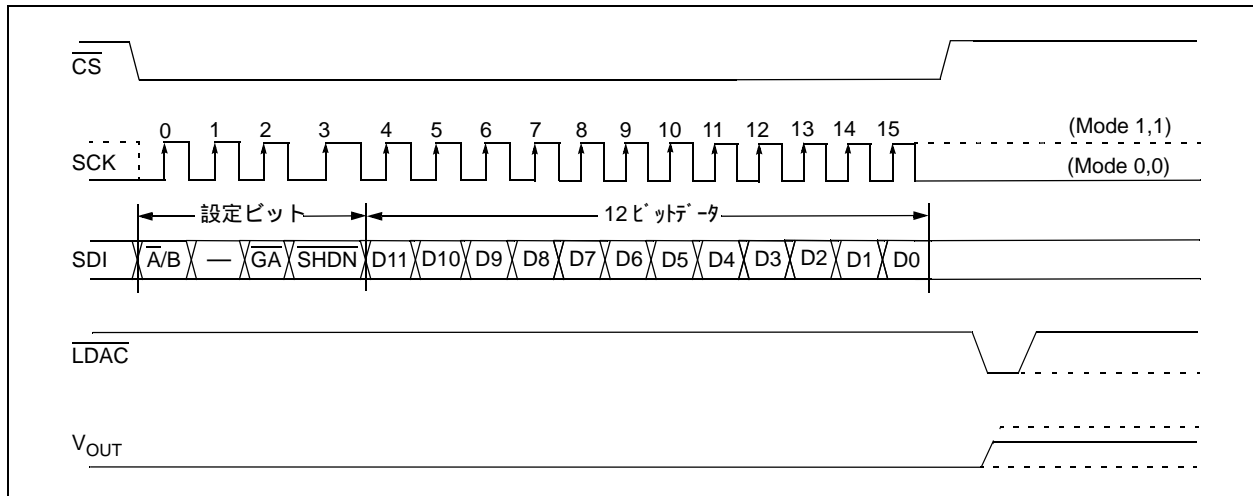 CS
0 1 2 3 4 5 6 7 8 9 10 11 12 13 14 15
(Mode 1,1)
SCK
(Mode 0,0)
設定ビット
12 ビットデータ
SDI A/B — GA SHDN D11 D10 D9 D8 D7 D6 D5 D4 D3 D2 D1 D0
LDAC
VOUT